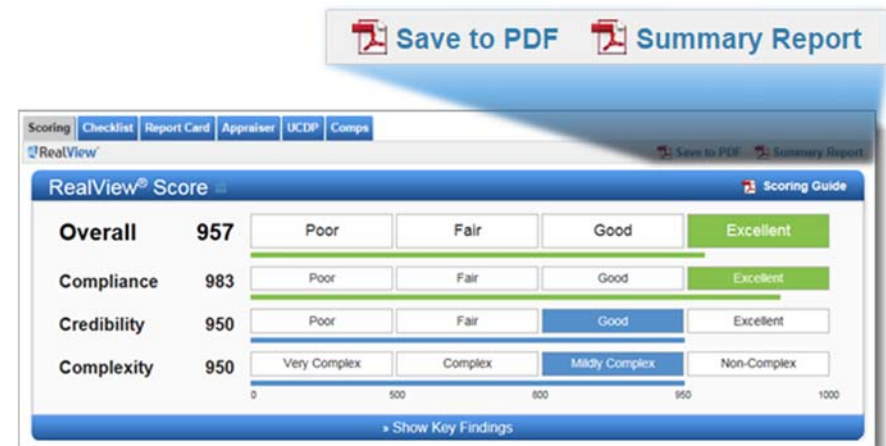 Save to PDF Summary Report
Scoring Checklist Report Card Appraiser UCDP Comps
RealView Save to PDF Summary Report
RealView® Score Scoring Guide
Overall 957 Poor Fair Good Excellent
Compliance 983 Poor Fair Good Excellent
Credibility 950 Poor Fair Good Excellent
Complexity 950 Very Complex Complex Mildly Complex Non-Complex
0 500 800 950 1000
» Show Key Findings